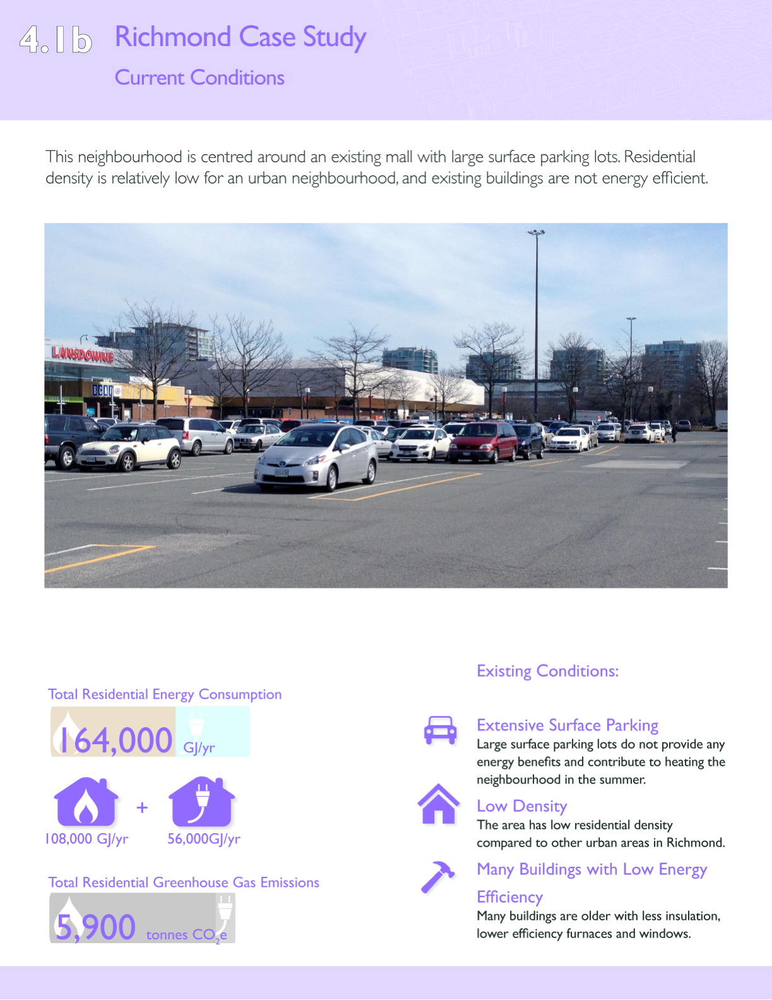 4.1b
Richmond Case Study
Current Conditions
This neighbourhood is centred around an existing mall with large surface parking lots. Residential
density is relatively low for an urban neighbourhood, and existing buildings are not energy efficient.
LANSDOWNE
BCAA
Total Residential Energy Consumption
164,000 GJ/yr
+
108,000 GJ/yr
56,000GJ/yr
Total Residential Greenhouse Gas Emissions
5,900 tonnes CO2e
Existing Conditions:
Extensive Surface Parking
Large surface parking lots do not provide any
energy benefits and contribute to heating the
neighbourhood in the summer.
Low Density
The area has low residential density
compared to other urban areas in Richmond.
Many Buildings with Low Energy
Efficiency
Many buildings are older with less insulation,
lower efficiency furnaces and windows.